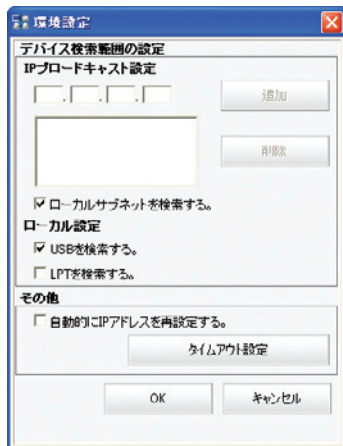 環境設定
デバイス検索範囲の設定
IPブロードキャスト設定
. . .
追加
削除
ローカルサブネットを検索する。
ローカル設定
USBを検索する。
LPTを検索する。
その他
自動的にIPアドレスを再設定する。
タイムアウト設定
OK キャンセル